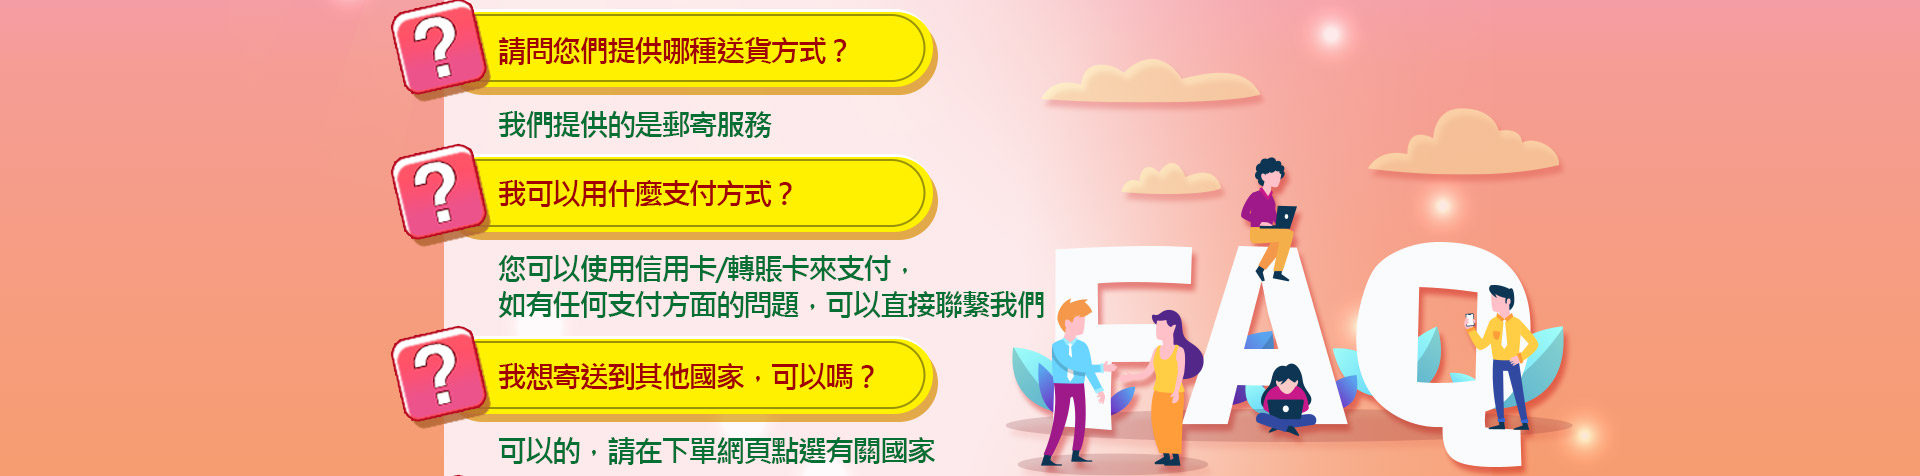 請問您們提供哪種送貨方式？
我們提供的是郵寄服務
我可以用什麼支付方式？
您可以使用信用卡/轉賬卡來支付，
如有任何支付方面的問題，可以直接聯繫我們
我想寄送到其他國家，可以嗎？
可以的，請在下單網頁點選有關國家
FAQ